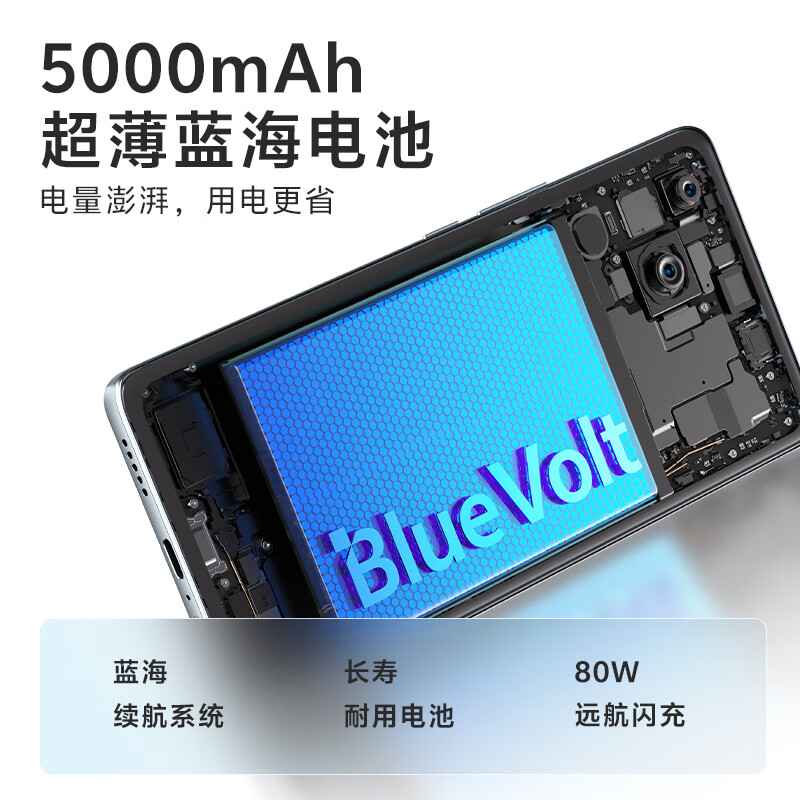 5000mAh
超薄蓝海电池
电量澎湃，用电更省
BlueVolt
蓝海
续航系统
长寿
耐用电池
80W
远航闪充